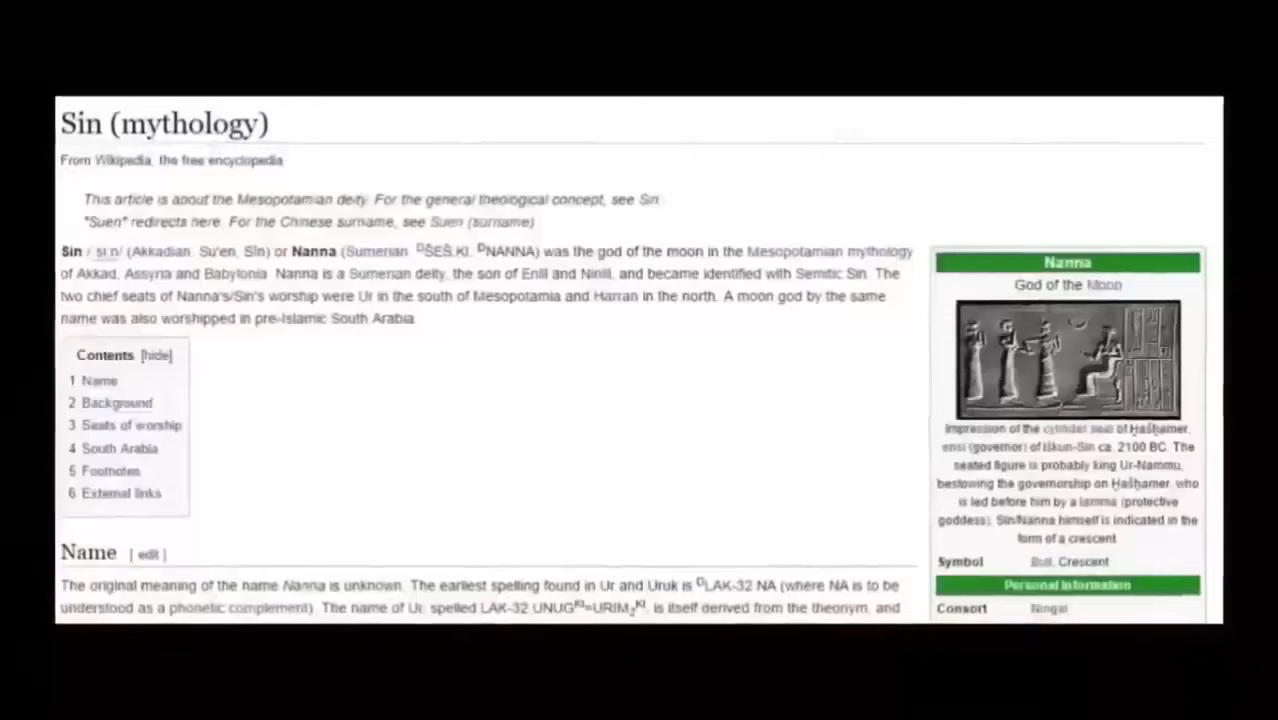 Sin (mythology)
From Wikipedia, the free encyclopedia
This article is about the Mesopotamian deity. For the general theological concept, see Sin.
"Suen" redirects here. For the Chinese surname, see Suen (surname).
Sin /ˈsiːn/ (Akkadian: Su'en, Sîn) or Nanna (Sumerian: ᴰŠEŠ.KI, ᴰNANNA) was the god of the moon in the Mesopotamian mythology
of Akkad, Assyria and Babylonia. Nanna is a Sumerian deity, the son of Enlil and Ninlil, and became identified with Semitic Sin. The
two chief seats of Nanna's/Sin's worship were Ur in the south of Mesopotamia and Harran in the north. A moon god by the same
name was also worshipped in pre-Islamic South Arabia.
Contents [hide]
1 Name
2 Background
3 Seats of worship
4 South Arabia
5 Footnotes
6 External links
Name [ edit ]
The original meaning of the name Nanna is unknown. The earliest spelling found in Ur and Uruk is ᴰLAK-32.NA (where NA is to be
understood as a phonetic complement). The name of Ur, spelled LAK-32.UNUGᴷᴵ=URIM₂ᴷᴵ, is itself derived from the theonym, and
Nanna
God of the Moon
Impression of the cylinder seal of Ḫašḫamer,
ensi (governor) of Iškun-Sin ca. 2100 BC. The
seated figure is probably king Ur-Nammu,
bestowing the governorship on Ḫašḫamer, who
is led before him by a lamma (protective
goddess). Sin/Nanna himself is indicated in the
form of a crescent.
Symbol Bull, Crescent
Personal Information
Consort Ningal